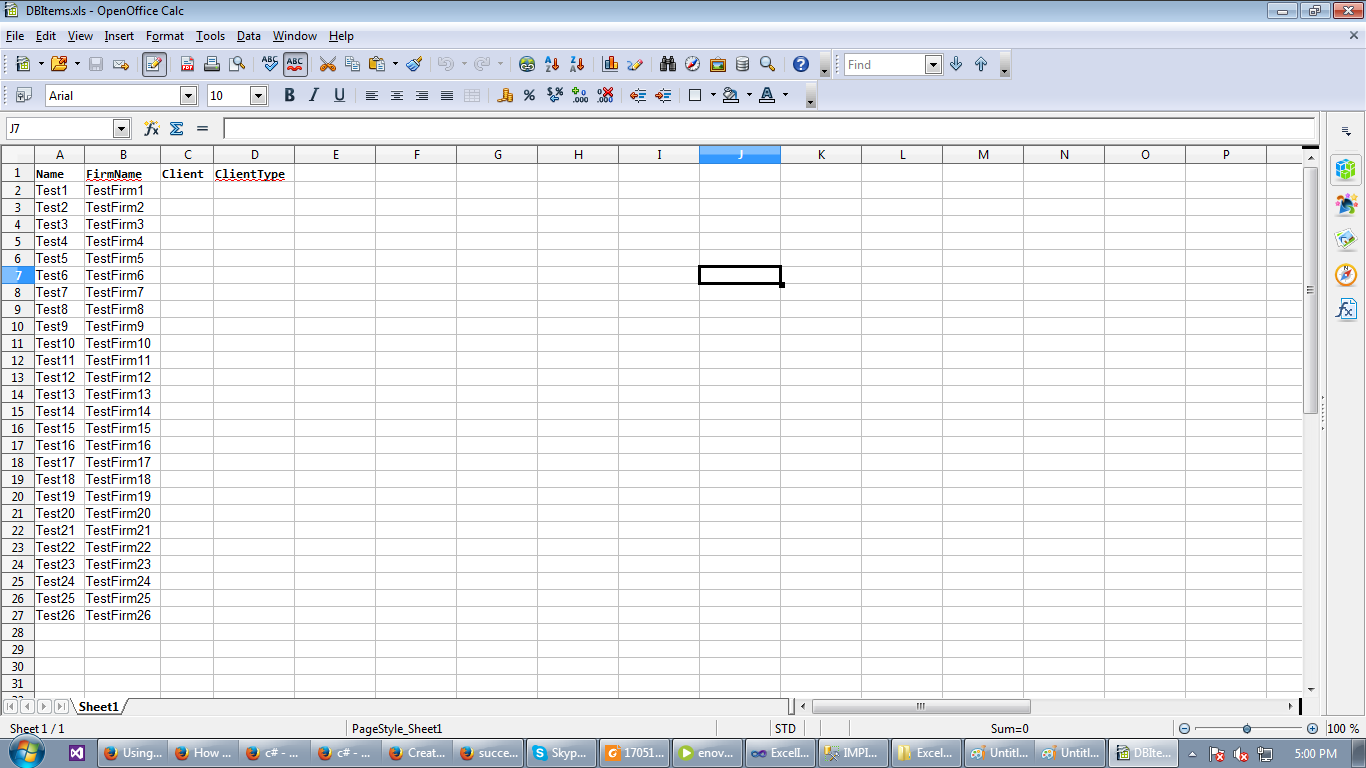 DBItems.xls - OpenOffice Calc
File Edit View Insert Format Tools Data Window Help
Find
Arial 10 B I U
J7
A B C D E F G H I J K L M N O P
1 Name FirmName Client ClientType
2 Test1 TestFirm1
3 Test2 TestFirm2
4 Test3 TestFirm3
5 Test4 TestFirm4
6 Test5 TestFirm5
7 Test6 TestFirm6
8 Test7 TestFirm7
9 Test8 TestFirm8
10 Test9 TestFirm9
11 Test10 TestFirm10
12 Test11 TestFirm11
13 Test12 TestFirm12
14 Test13 TestFirm13
15 Test14 TestFirm14
16 Test15 TestFirm15
17 Test16 TestFirm16
18 Test17 TestFirm17
19 Test18 TestFirm18
20 Test19 TestFirm19
21 Test20 TestFirm20
22 Test21 TestFirm21
23 Test22 TestFirm22
24 Test23 TestFirm23
25 Test24 TestFirm24
26 Test25 TestFirm25
27 Test26 TestFirm26
28
29
30
31
Sheet1
Sheet 1 / 1 PageStyle_Sheet1 STD Sum=0 100 %
Using... How ... c# - ... c# - ... Creat... succe... Skyp... 17051... enov... Excell... IMPI... Excel... Untitl... Untitl... DBIte... 5:00 PM